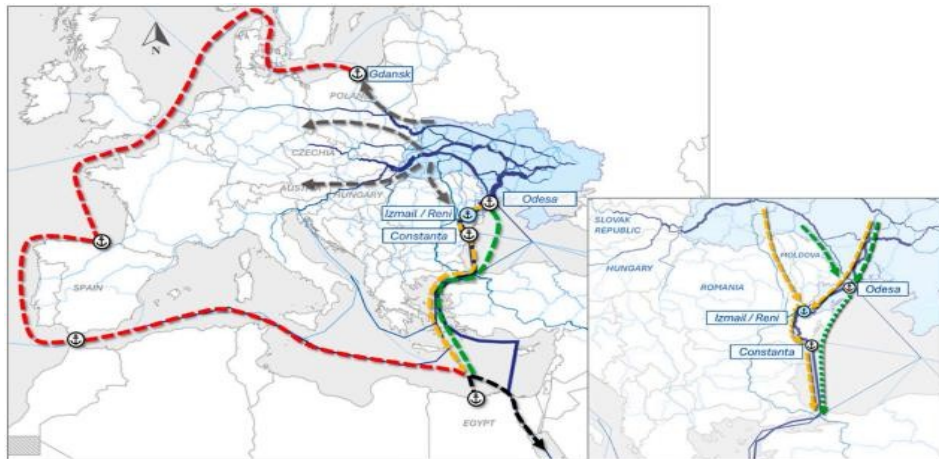 N
Gdansk
POLAND
CZECHIA
AUSTRIA
HUNGARY
Izmail / Reni
Odesa
Constanta
SPAIN
EGYPT
SLOVAK
REPUBLIC
HUNGARY
MOLDOVA
ROMANIA
Odesa
Izmail / Reni
Constanta